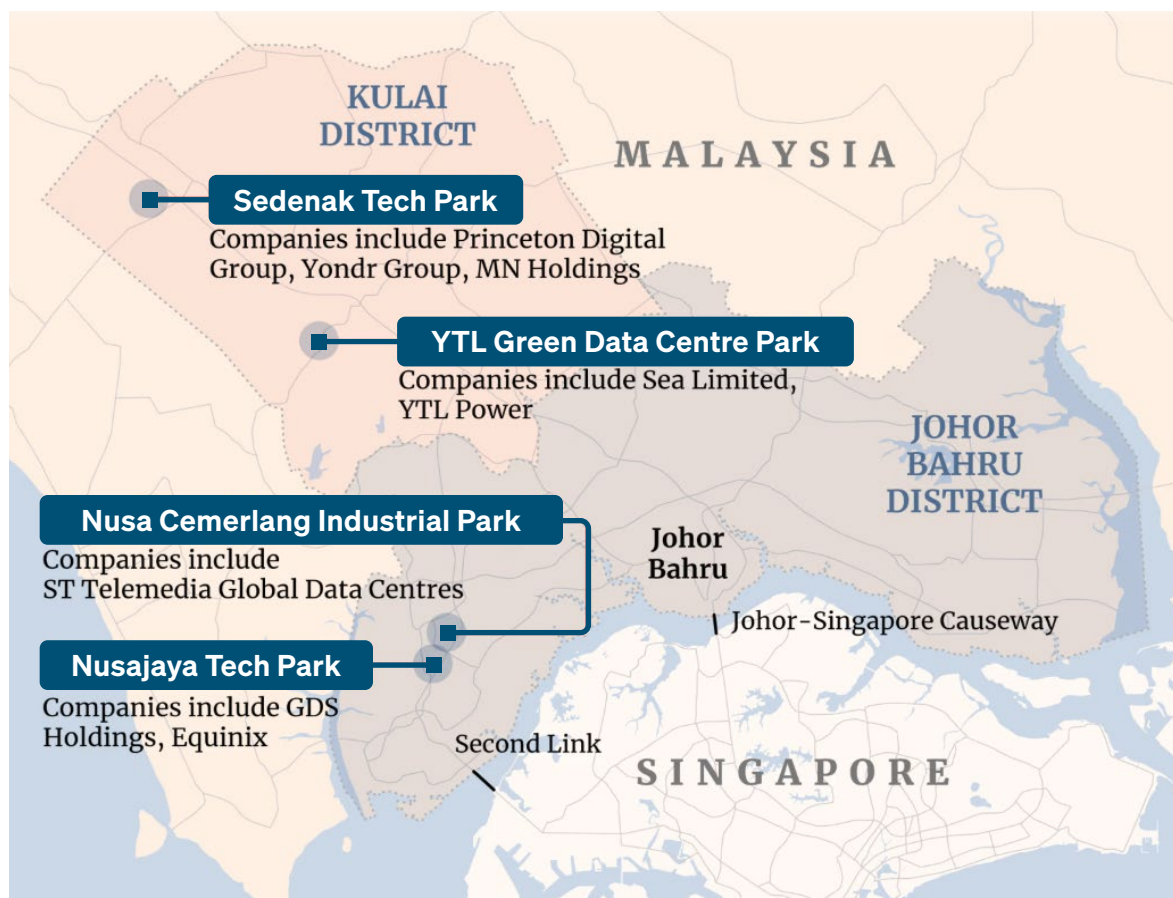 KULAI
DISTRICT
MALAYSIA
Sedenak Tech Park
Companies include Princeton Digital
Group, Yondr Group, MN Holdings
YTL Green Data Centre Park
Companies include Sea Limited,
YTL Power
JOHOR
BAHRU
DISTRICT
Nusa Cemerlang Industrial Park
Companies include
ST Telemedia Global Data Centres
Johor
Bahru
Johor-Singapore Causeway
Nusajaya Tech Park
Companies include GDS
Holdings, Equinix
Second Link
SINGAPORE